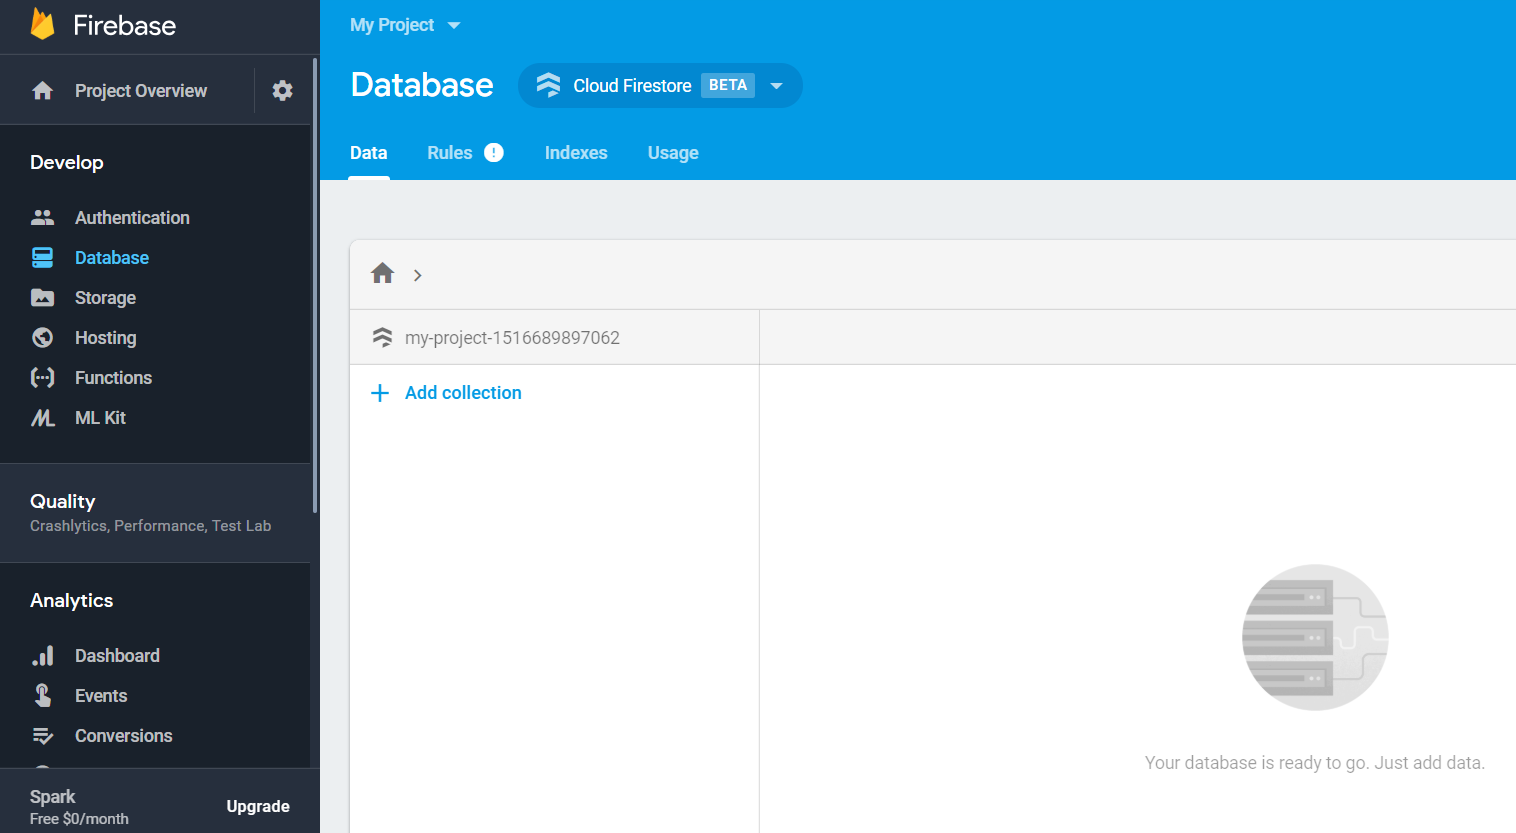 Firebase
Project Overview
Develop
Authentication
Database
Storage
Hosting
Functions
ML Kit
Quality
Crashlytics, Performance, Test Lab
Analytics
Dashboard
Events
Conversions
Spark
Free $0/month
Upgrade
My Project
Database
Cloud Firestore BETA
Data Rules ! Indexes Usage
my-project-1516689897062
+ Add collection
Your database is ready to go. Just add data.